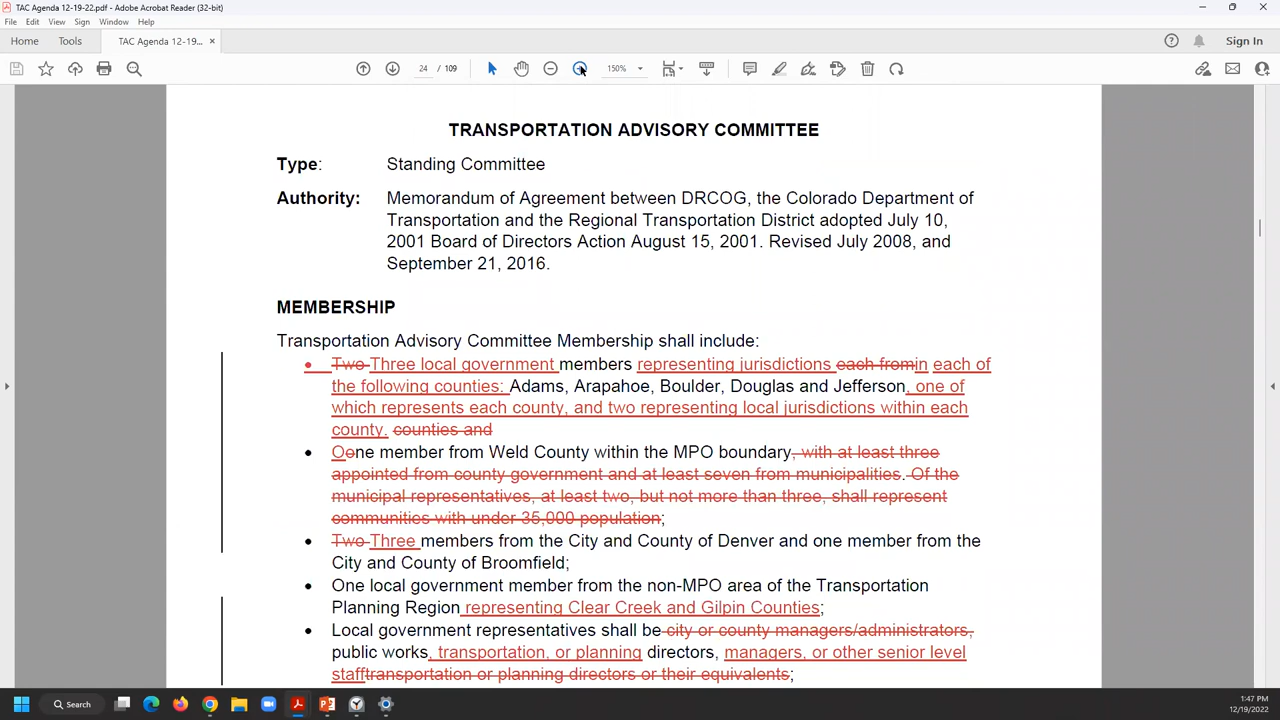 TAC Agenda 12-19-22.pdf - Adobe Acrobat Reader (32-bit)
File Edit View Sign Window Help
Home Tools TAC Agenda 12-19... × Sign In
24 / 109 150%
TRANSPORTATION ADVISORY COMMITTEE
Type: Standing Committee
Authority: Memorandum of Agreement between DRCOG, the Colorado Department of
Transportation and the Regional Transportation District adopted July 10,
2001 Board of Directors Action August 15, 2001. Revised July 2008, and
September 21, 2016.
MEMBERSHIP
Transportation Advisory Committee Membership shall include:
• Two Three local government members representing jurisdictions each fromin each of
the following counties: Adams, Arapahoe, Boulder, Douglas and Jefferson, one of
which represents each county, and two representing local jurisdictions within each
county. counties and
• Oone member from Weld County within the MPO boundary, with at least three
appointed from county government and at least seven from municipalities. Of the
municipal representatives, at least two, but not more than three, shall represent
communities with under 35,000 population;
• Two Three members from the City and County of Denver and one member from the
City and County of Broomfield;
• One local government member from the non-MPO area of the Transportation
Planning Region representing Clear Creek and Gilpin Counties;
• Local government representatives shall be city or county managers/administrators,
public works, transportation, or planning directors, managers, or other senior level
stafftransportation or planning directors or their equivalents;
Search
1:47 PM
12/19/2022